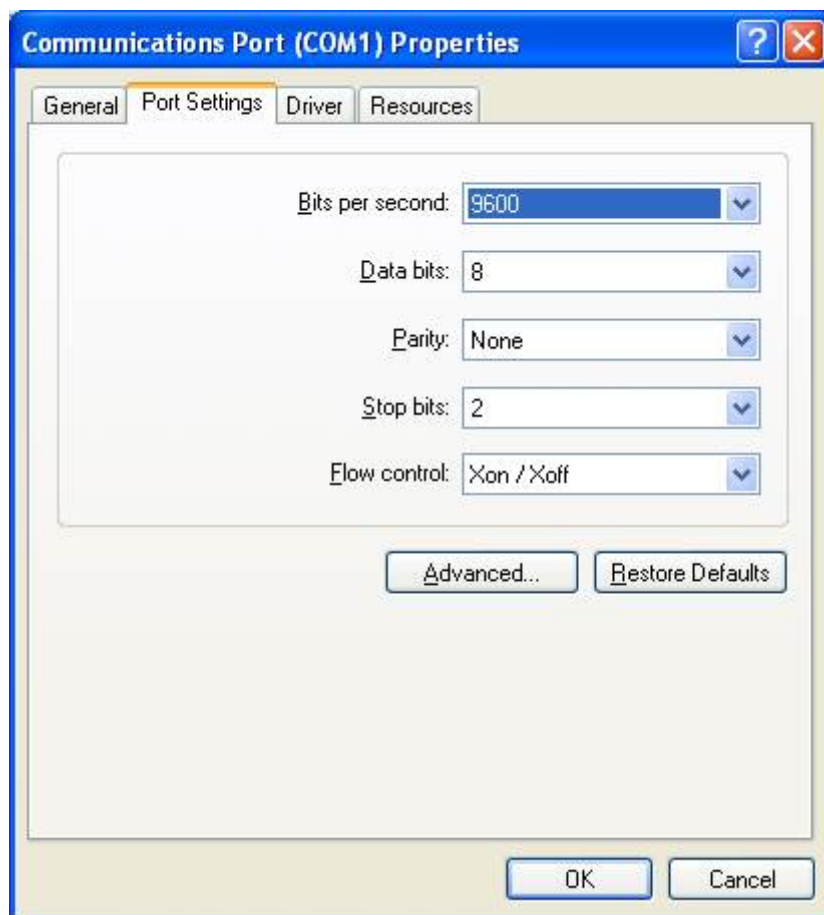 Communications Port (COM1) Properties
General Port Settings Driver Resources
Bits per second: 9600
Data bits: 8
Parity: None
Stop bits: 2
Flow control: Xon / Xoff
Advanced... Restore Defaults
OK Cancel